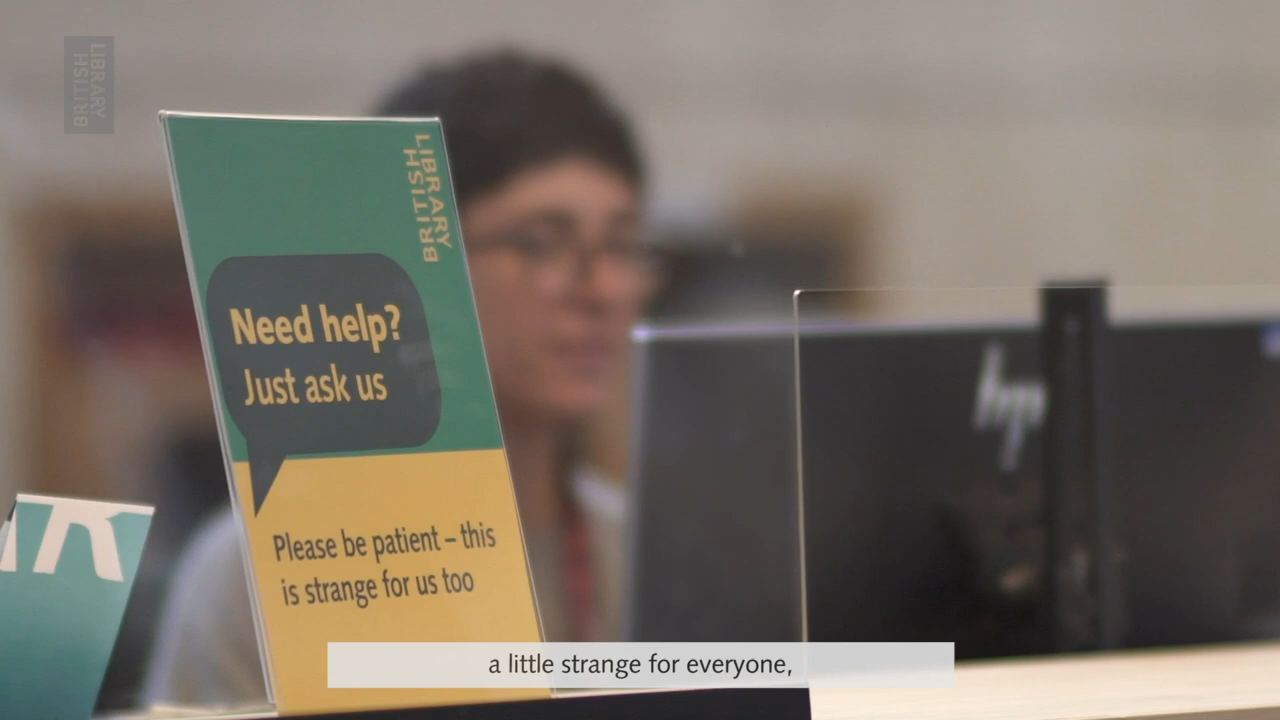 BRITISH
LIBRARY
BRITISH
LIBRARY
Need help?
Just ask us
Please be patient – this
is strange for us too
hp
a little strange for everyone,